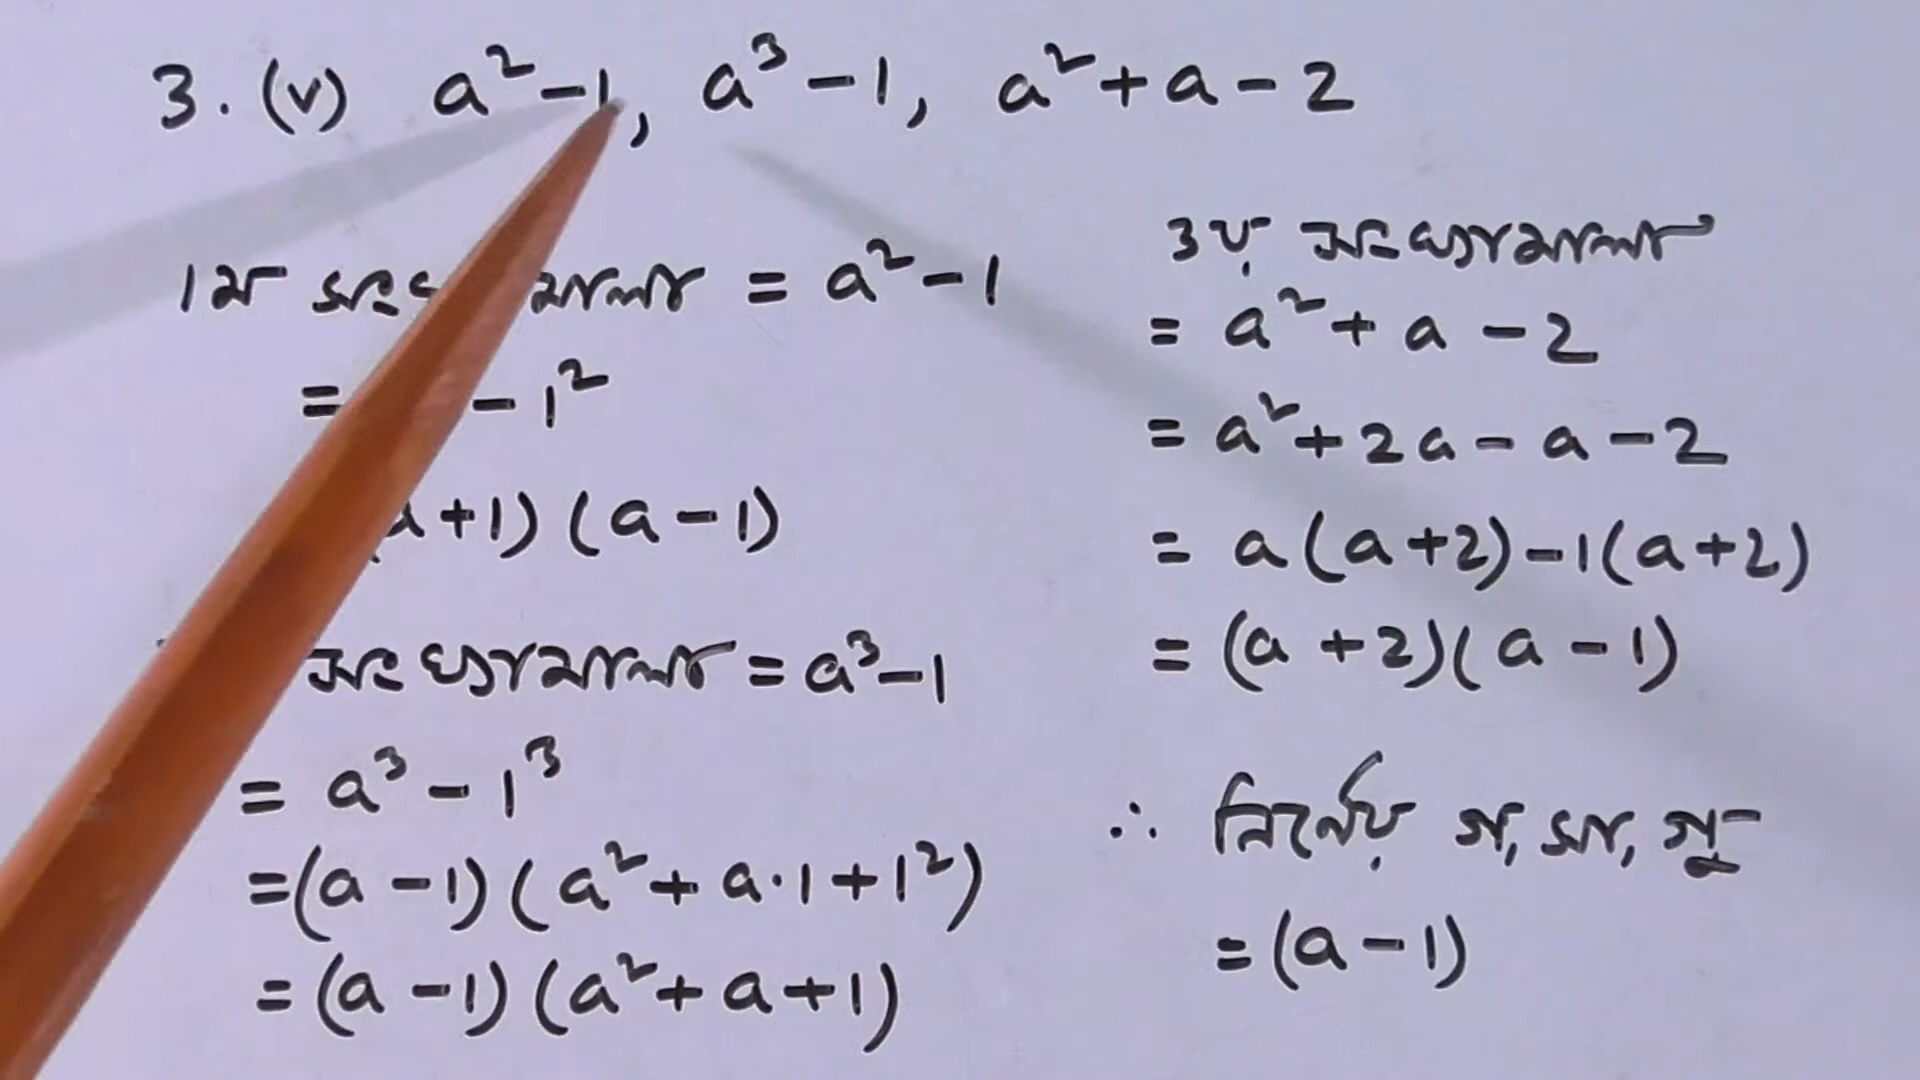 3. (v) a² - 1, a³ - 1, a² + a - 2
1ম সংখ্যামালা = a² - 1
= - 1²
a + 1) (a - 1)
সংখ্যামালা = a³ - 1
= a³ - 1³
= (a - 1) (a² + a · 1 + 1²)
= (a - 1) (a² + a + 1)
3য় সংখ্যামালা
= a² + a - 2
= a² + 2a - a - 2
= a (a + 2) - 1 (a + 2)
= (a + 2) (a - 1)
∴ নির্ণেয় গ, সা, গু
= (a - 1)